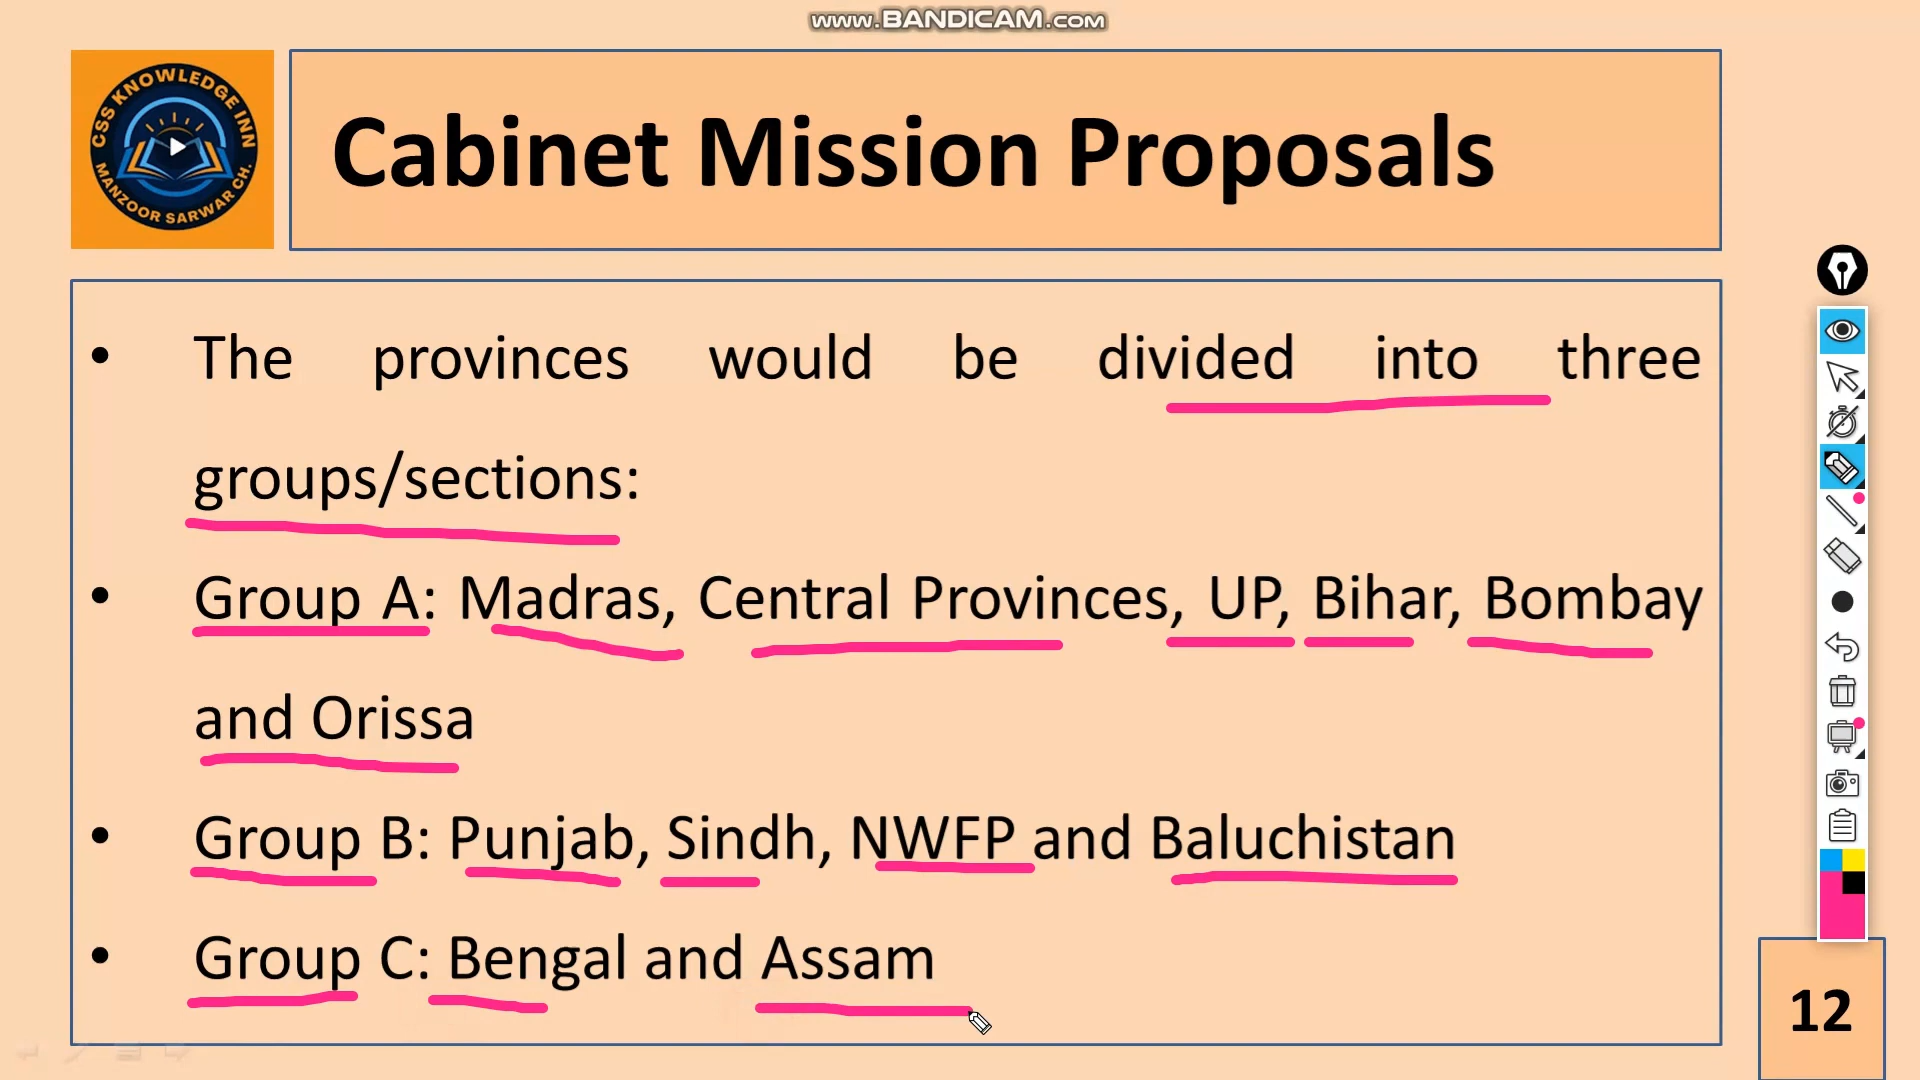 www.BANDICAM.com
CSS KNOWLEDGE INN
MANZOOR SARWAR CH.
Cabinet Mission Proposals
• The provinces would be divided into three
groups/sections:
• Group A: Madras, Central Provinces, UP, Bihar, Bombay
and Orissa
• Group B: Punjab, Sindh, NWFP and Baluchistan
• Group C: Bengal and Assam
12